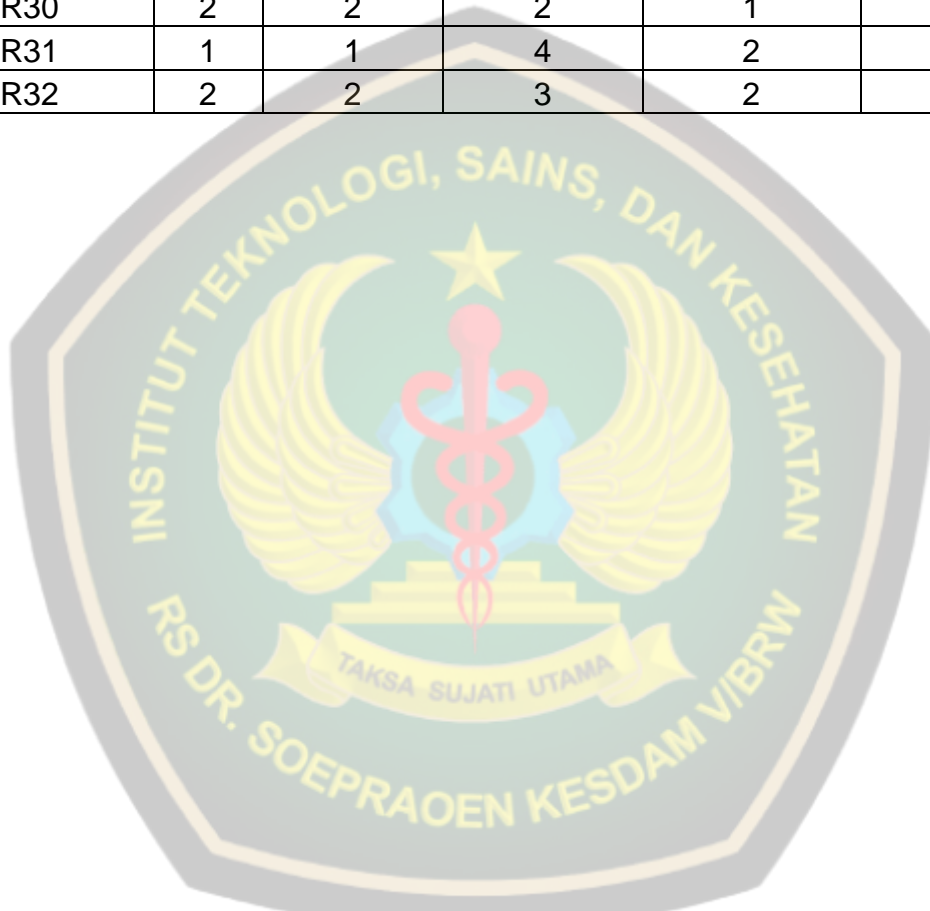 R30 2 2 2 1
R31 1 1 4 2
R32 2 2 3 2
INSTITUT TEKNOLOGI, SAINS, DAN KESEHATAN
TAKSA SUJATI UTAMA
RS DR. SOEPRAOEN KESDAM V/BRW